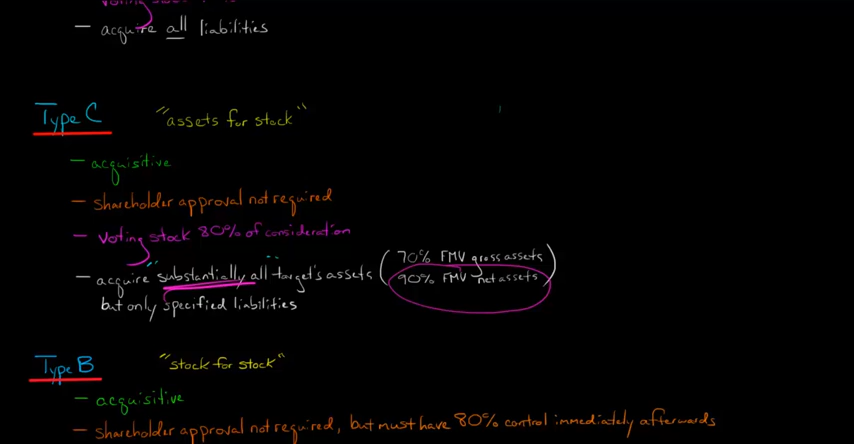 — acquire all liabilities
Type C "assets for stock"
— acquisitive
— shareholder approval not required
— voting stock 80% of consideration
— acquire "substantially all" target's assets (70% FMV gross assets
90% FMV net assets)
but only specified liabilities
Type B "stock for stock"
— acquisitive
— shareholder approval not required, but must have 80% control immediately afterwards